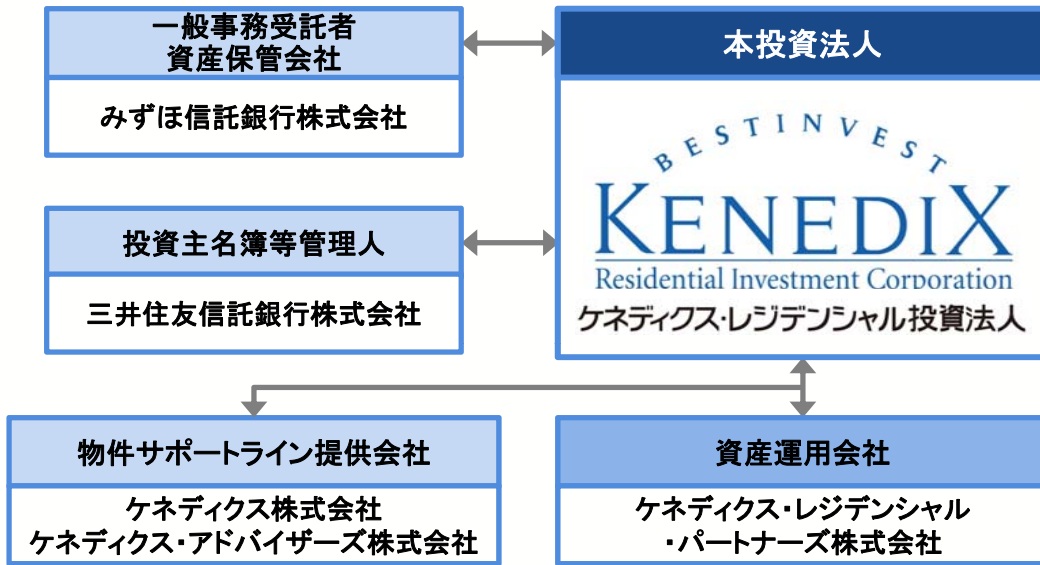 一般事務受託者
資産保管会社
みずほ信託銀行株式会社
本投資法人
BESTINVEST
KENEDIX
Residential Investment Corporation
ケネディクス・レジデンシャル投資法人
投資主名簿等管理人
三井住友信託銀行株式会社
物件サポートライン提供会社
ケネディクス株式会社
ケネディクス・アドバイザーズ株式会社
資産運用会社
ケネディクス・レジデンシャル
・パートナーズ株式会社